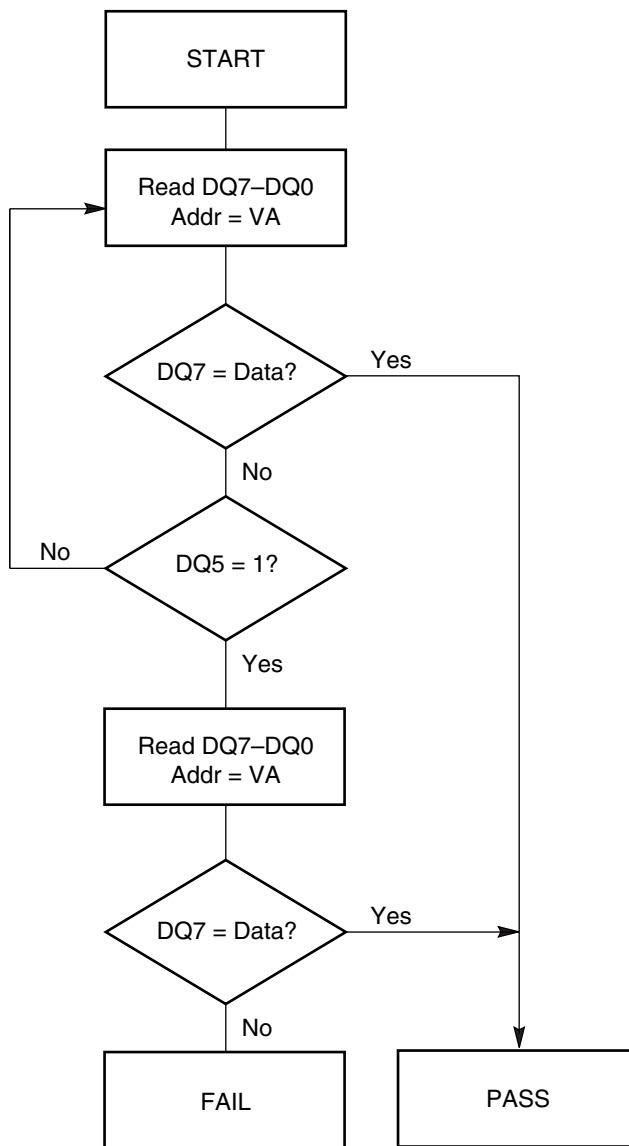 START
Read DQ7–DQ0
Addr = VA
DQ7 = Data?
Yes
No
No
DQ5 = 1?
Yes
Read DQ7–DQ0
Addr = VA
DQ7 = Data?
Yes
No
FAIL
PASS